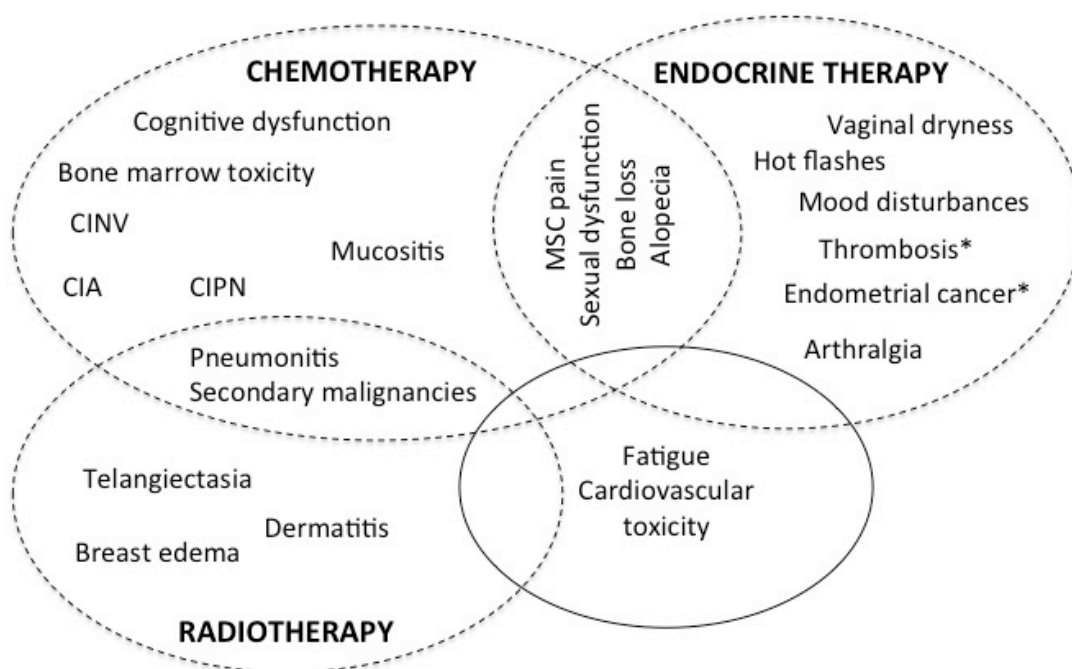 CHEMOTHERAPY
Cognitive dysfunction
Bone marrow toxicity
CINV
Mucositis
CIA
CIPN
MSC pain
Sexual dysfunction
Bone loss
Alopecia
ENDOCRINE THERAPY
Vaginal dryness
Hot flashes
Mood disturbances
Thrombosis*
Endometrial cancer*
Arthralgia
Pneumonitis
Secondary malignancies
Telangiectasia
Dermatitis
Breast edema
RADIOTHERAPY
Fatigue
Cardiovascular
toxicity